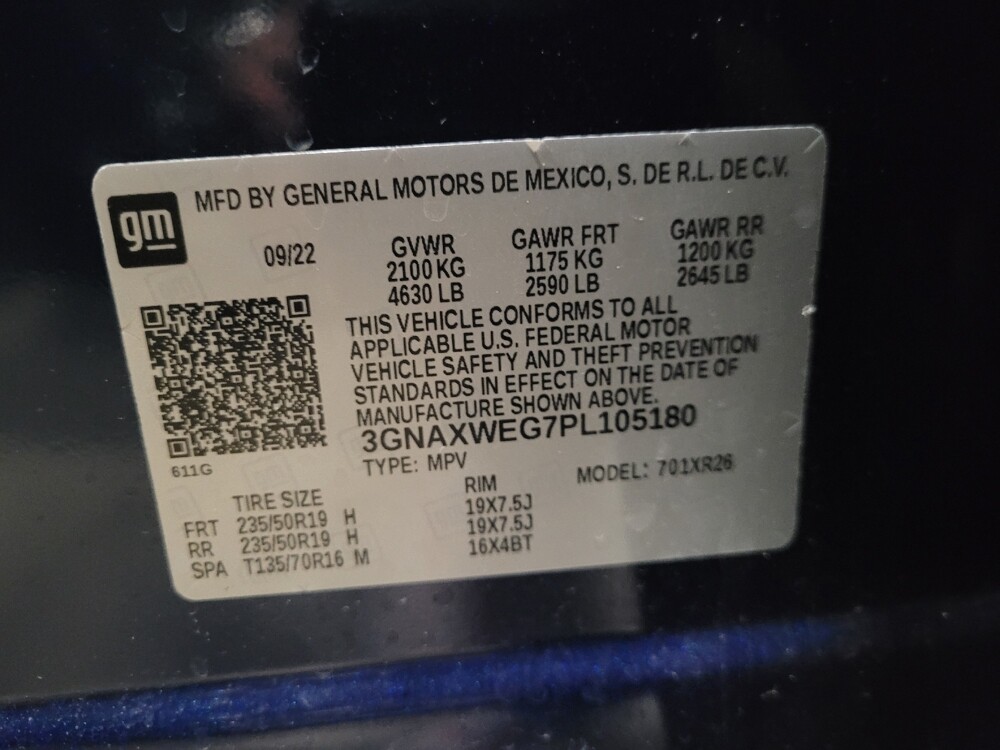 MFD BY GENERAL MOTORS DE MEXICO, S. DE R.L. DE C.V.
gm
09/22
GVWR GAWR FRT GAWR RR
2100 KG 1175 KG 1200 KG
4630 LB 2590 LB 2645 LB
THIS VEHICLE CONFORMS TO ALL
APPLICABLE U.S. FEDERAL MOTOR
VEHICLE SAFETY AND THEFT PREVENTION
STANDARDS IN EFFECT ON THE DATE OF
MANUFACTURE SHOWN ABOVE.
3GNAXWEG7PL105180
611G
TYPE: MPV MODEL: 701XR26
TIRE SIZE RIM
FRT 235/50R19 H 19X7.5J
RR 235/50R19 H 19X7.5J
SPA T135/70R16 M 16X4BT